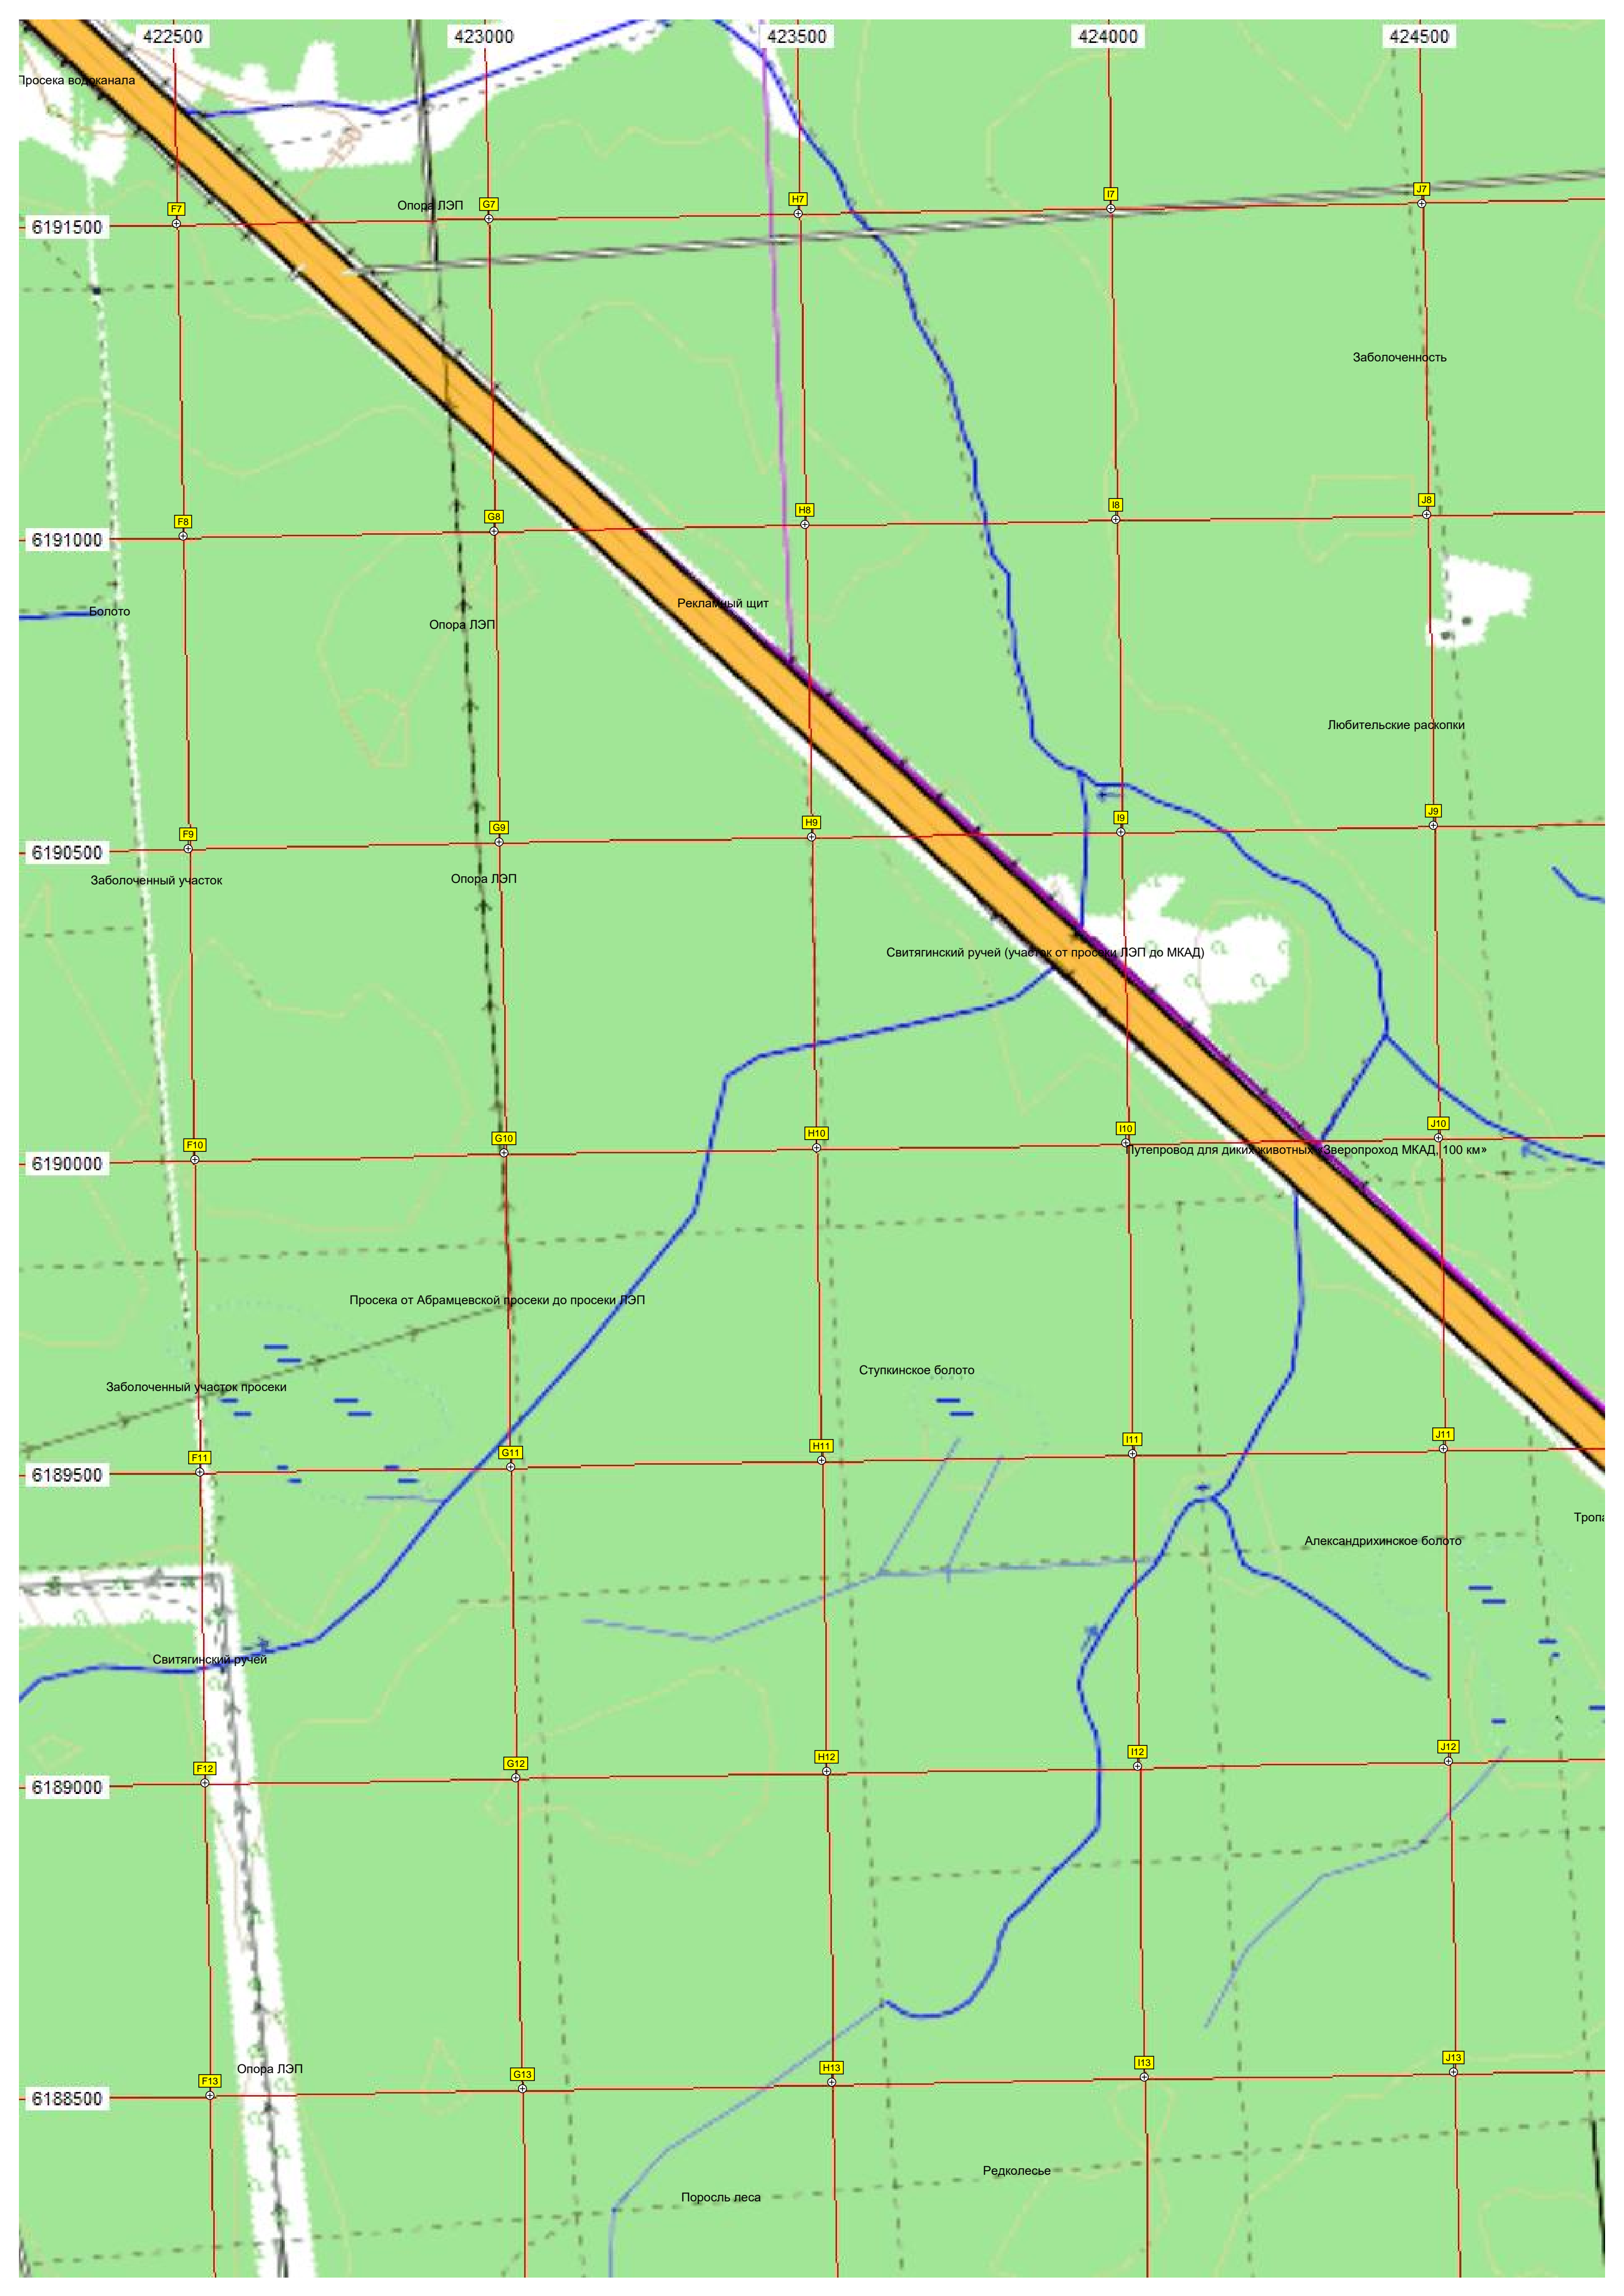 422500 423000 423500 424000 424500
Просека водоканала
150
Опора ЛЭП
F7 G7 H7 I7 J7
6191500
Заболоченность
F8 G8 H8 I8 J8
6191000
Рекламный щит
Болото
Опора ЛЭП
Любительские раскопки
F9 G9 H9 I9 J9
6190500
Заболоченный участок
Опора ЛЭП
Свитягинский ручей (участок от просеки ЛЭП до МКАД)
F10 G10 H10 I10 J10
Путепровод для диких животных «Зверопроход МКАД, 100 км»
6190000
Просека от Абрамцевской просеки до просеки ЛЭП
Ступкинское болото
Заболоченный участок просеки
F11 G11 H11 I11 J11
6189500
Тропа
Александрихинское болото
Свитягинский ручей
F12 G12 H12 I12 J12
6189000
Опора ЛЭП
F13 G13 H13 I13 J13
6188500
Редколесье
Поросль леса